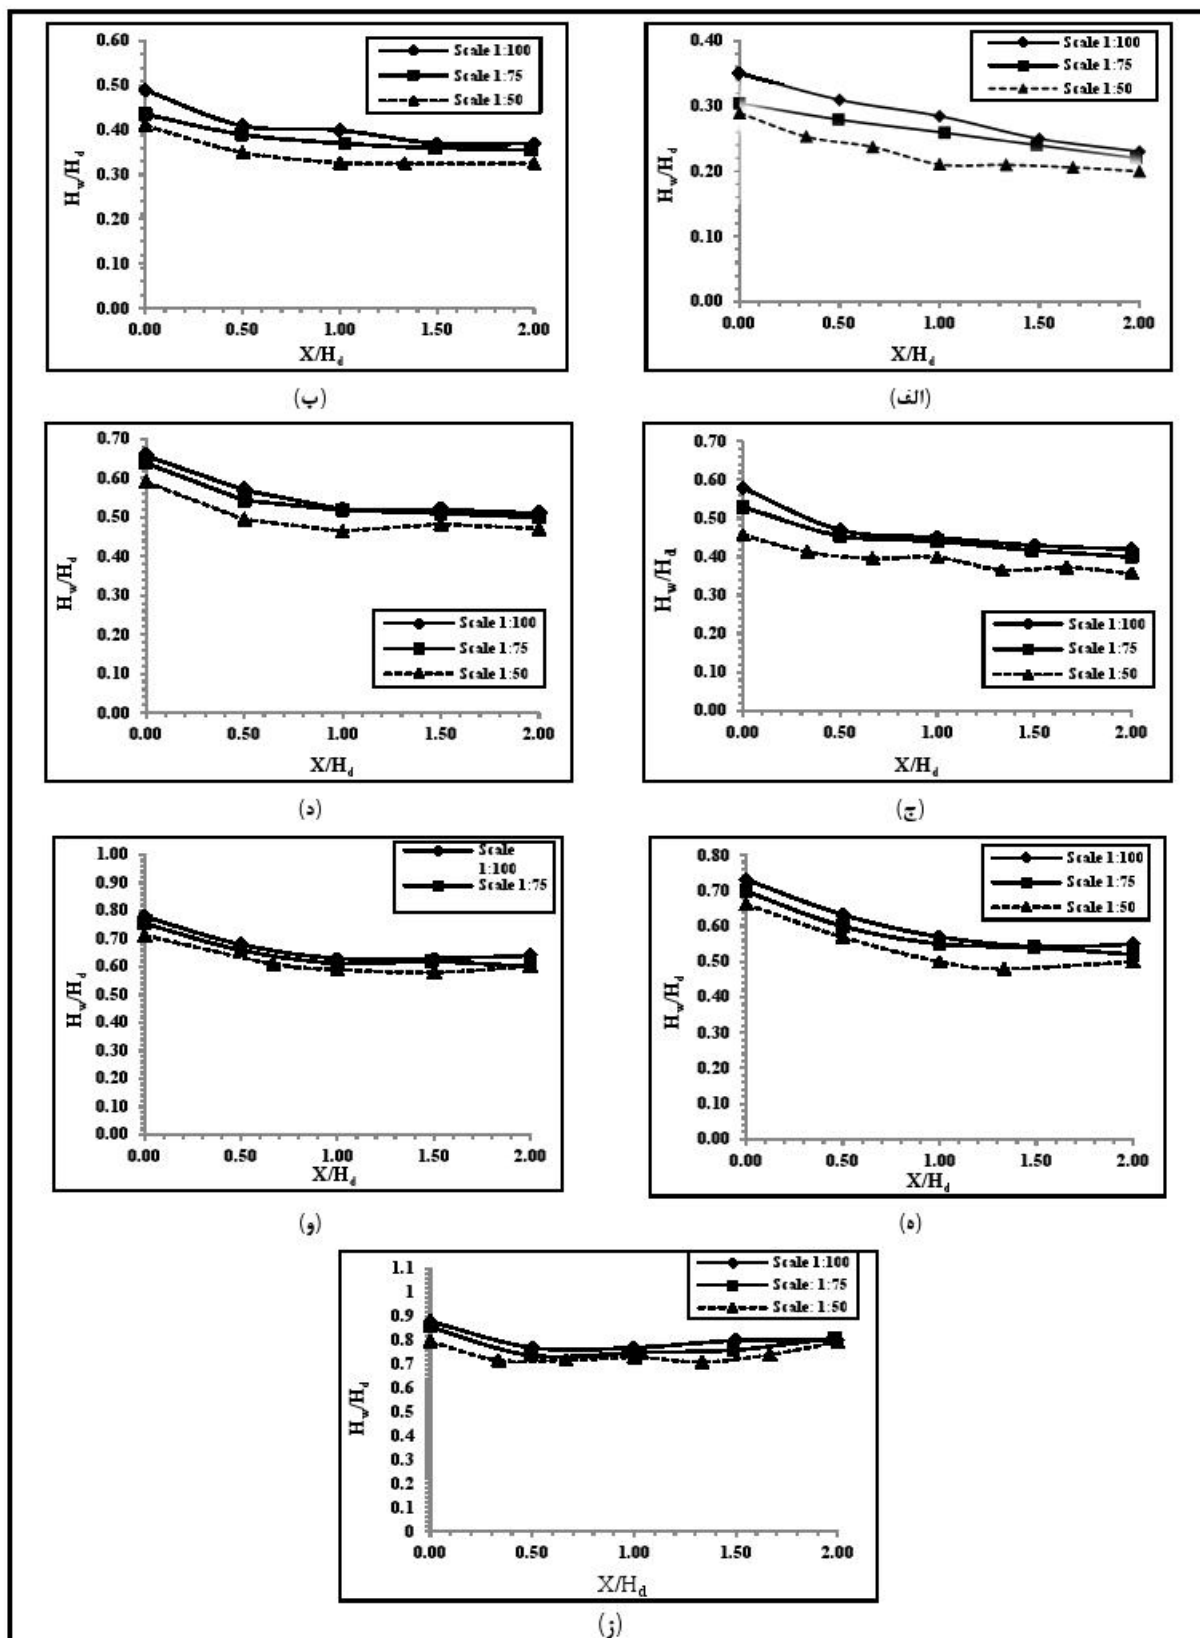 0.60
0.50
0.40
0.30
0.20
0.10
0.00
0.00 0.50 1.00 1.50 2.00
H_w/H_d
X/H_d
Scale 1:100
Scale 1:75
Scale 1:50
(پ)
0.40
0.30
0.20
0.10
0.00
0.00 0.50 1.00 1.50 2.00
H_w/H_d
X/H_d
Scale 1:100
Scale 1:75
Scale 1:50
(الف)
0.70
0.60
0.50
0.40
0.30
0.20
0.10
0.00
0.00 0.50 1.00 1.50 2.00
H_w/H_d
X/H_d
Scale 1:100
Scale 1:75
Scale 1:50
(د)
0.70
0.60
0.50
0.40
0.30
0.20
0.10
0.00
0.00 0.50 1.00 1.50 2.00
H_w/H_d
X/H_d
Scale 1:100
Scale 1:75
Scale 1:50
(ج)
1.00
0.90
0.80
0.70
0.60
0.50
0.40
0.30
0.20
0.10
0.00
0.00 0.50 1.00 1.50 2.00
H_w/H_d
X/H_d
Scale
1:100
Scale 1:75
(و)
0.80
0.70
0.60
0.50
0.40
0.30
0.20
0.10
0.00
0.00 0.50 1.00 1.50 2.00
H_w/H_d
X/H_d
Scale 1:100
Scale 1:75
Scale 1:50
(ه)
1.1
1
0.9
0.8
0.7
0.6
0.5
0.4
0.3
0.2
0.1
0
0.00 0.50 1.00 1.50 2.00
H_w/H_d
X/H_d
Scale 1:100
Scale: 1:75
Scale: 1:50
(ز)